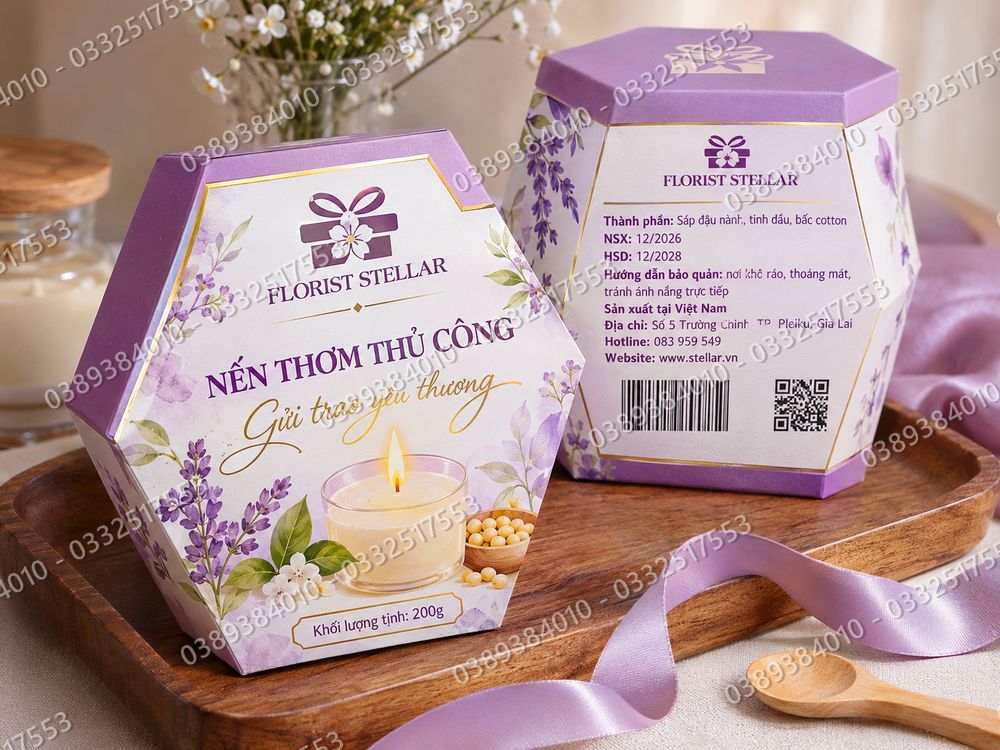 FLORIST STELLAR
NẾN THƠM THỦ CÔNG
Gửi trao yêu thương
Khối lượng tịnh: 200g
FLORIST STELLAR
Thành phần: Sáp đậu nành, tinh dầu, bấc cotton
NSX: 12/2026
HSD: 12/2028
Hướng dẫn bảo quản: nơi khô ráo, thoáng mát,
tránh ánh nắng trực tiếp
Sản xuất tại Việt Nam
Địa chỉ: Số 5 Trường Chinh, TP. Pleiku, Gia Lai
Hotline: 083 959 549
Website: www.stellar.vn
0389384010 - 0332517553